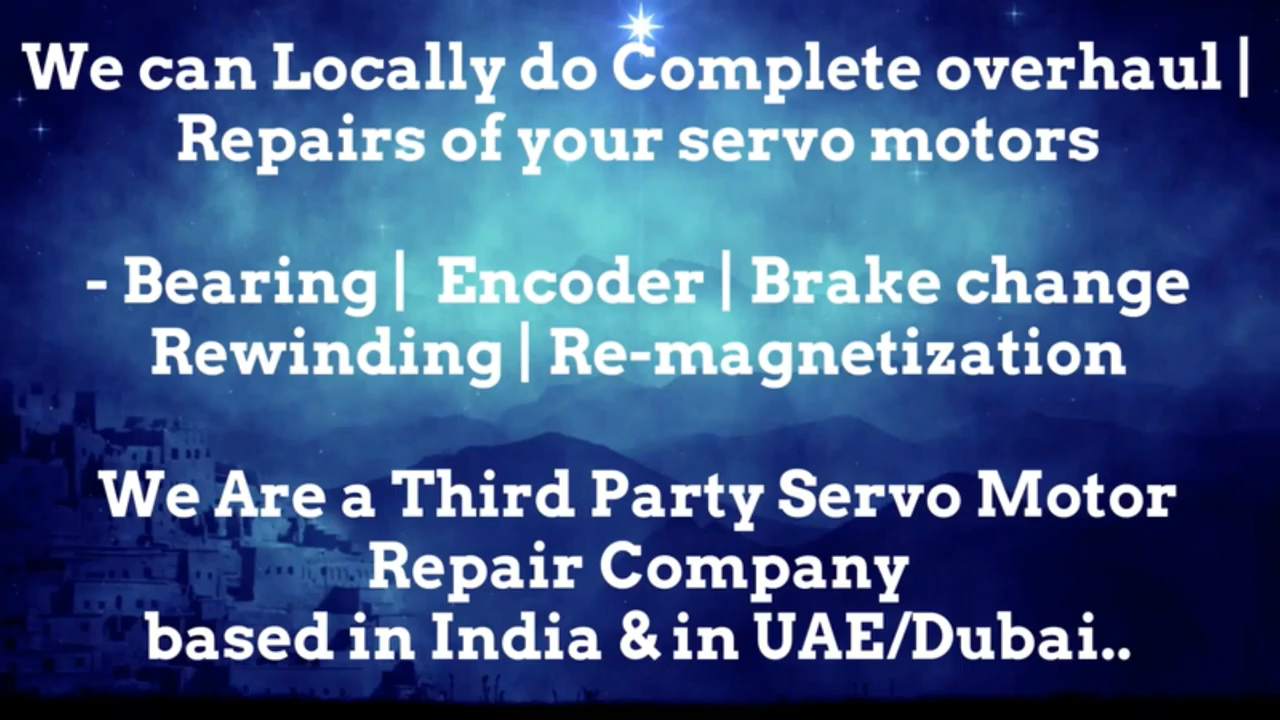 We can Locally do Complete overhaul |
Repairs of your servo motors
- Bearing | Encoder | Brake change
Rewinding | Re-magnetization
We Are a Third Party Servo Motor
Repair Company
based in India & in UAE/Dubai..